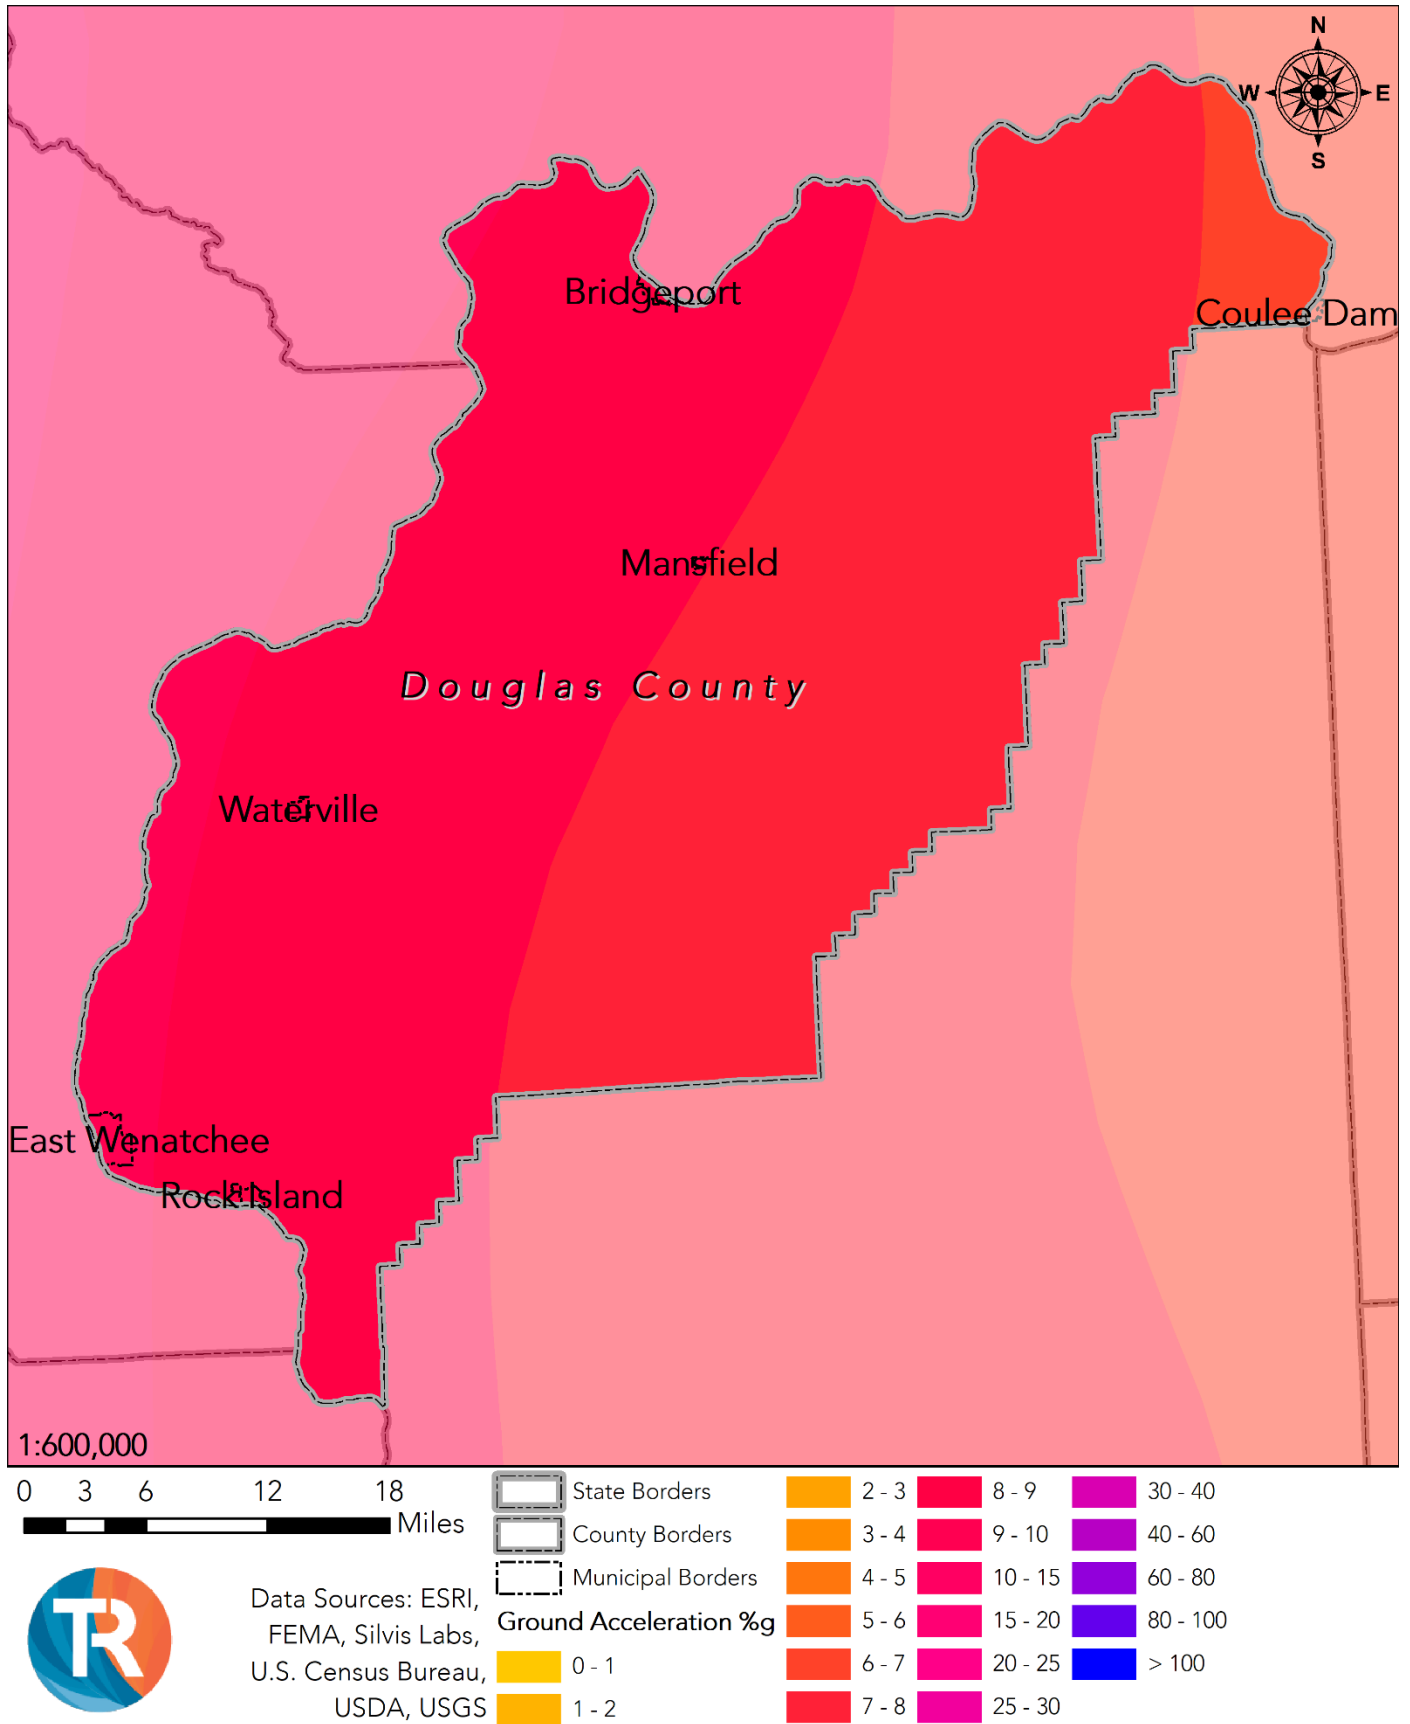 N
W E
S
Bridgeport
Coulee Dam
Mansfield
Douglas County
Waterville
East Wenatchee
Rock Island
1:600,000
0 3 6 12 18
Miles
TR
Data Sources: ESRI,
FEMA, Silvis Labs,
U.S. Census Bureau,
USDA, USGS
State Borders
County Borders
Municipal Borders
Ground Acceleration %g
0 - 1
1 - 2
2 - 3
3 - 4
4 - 5
5 - 6
6 - 7
7 - 8
8 - 9
9 - 10
10 - 15
15 - 20
20 - 25
25 - 30
30 - 40
40 - 60
60 - 80
80 - 100
> 100